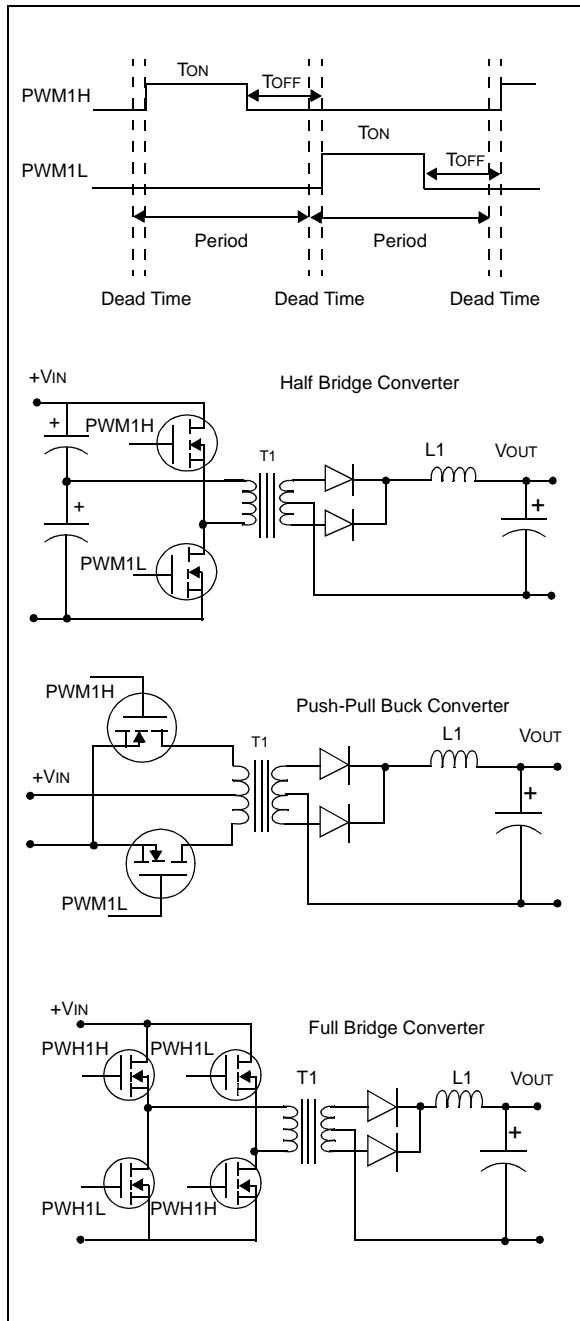 TON
TOFF
PWM1H
TON
TOFF
PWM1L
Period
Period
Dead Time
Dead Time
Dead Time
+VIN
Half Bridge Converter
+
PWM1H
T1
L1
VOUT
+
+
PWM1L
PWM1H
Push-Pull Buck Converter
T1
L1
VOUT
+VIN
+
PWM1L
+VIN
Full Bridge Converter
PWH1H
PWH1L
T1
L1
VOUT
+
PWH1L
PWH1H